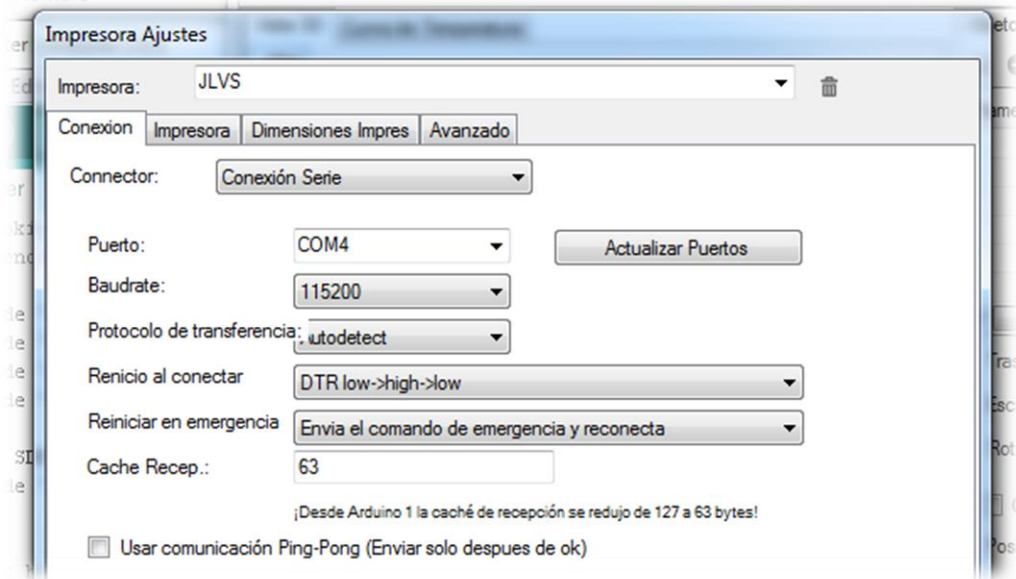 Impresora Ajustes
Impresora: JLVS
Conexion Impresora Dimensiones Impres Avanzado
Connector: Conexión Serie
Puerto: COM4 Actualizar Puertos
Baudrate: 115200
Protocolo de transferencia: Autodetect
Renicio al conectar DTR low->high->low
Reiniciar en emergencia Envia el comando de emergencia y reconecta
Cache Recep.: 63
¡Desde Arduino 1 la caché de recepción se redujo de 127 a 63 bytes!
Usar comunicación Ping-Pong (Enviar solo despues de ok)